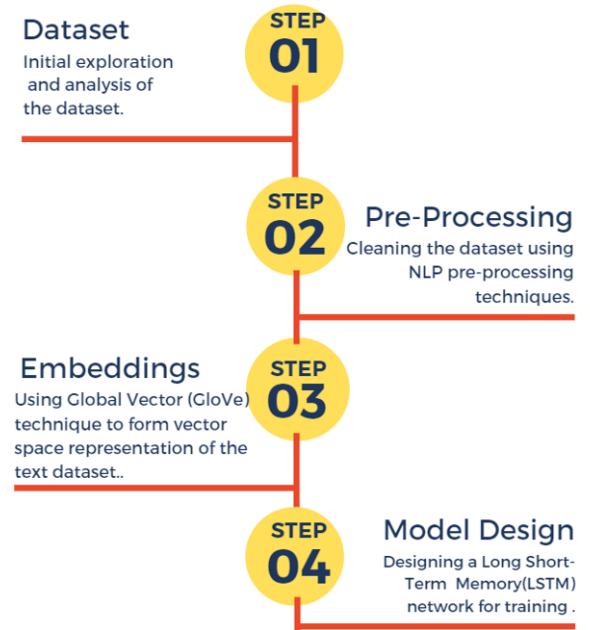 STEP
01
Dataset
Initial exploration
and analysis of
the dataset.
STEP
02
Pre-Processing
Cleaning the dataset using
NLP pre-processing
techniques.
STEP
03
Embeddings
Using Global Vector (GloVe)
technique to form vector
space representation of the
text dataset..
STEP
04
Model Design
Designing a Long Short-
Term Memory(LSTM)
network for training .